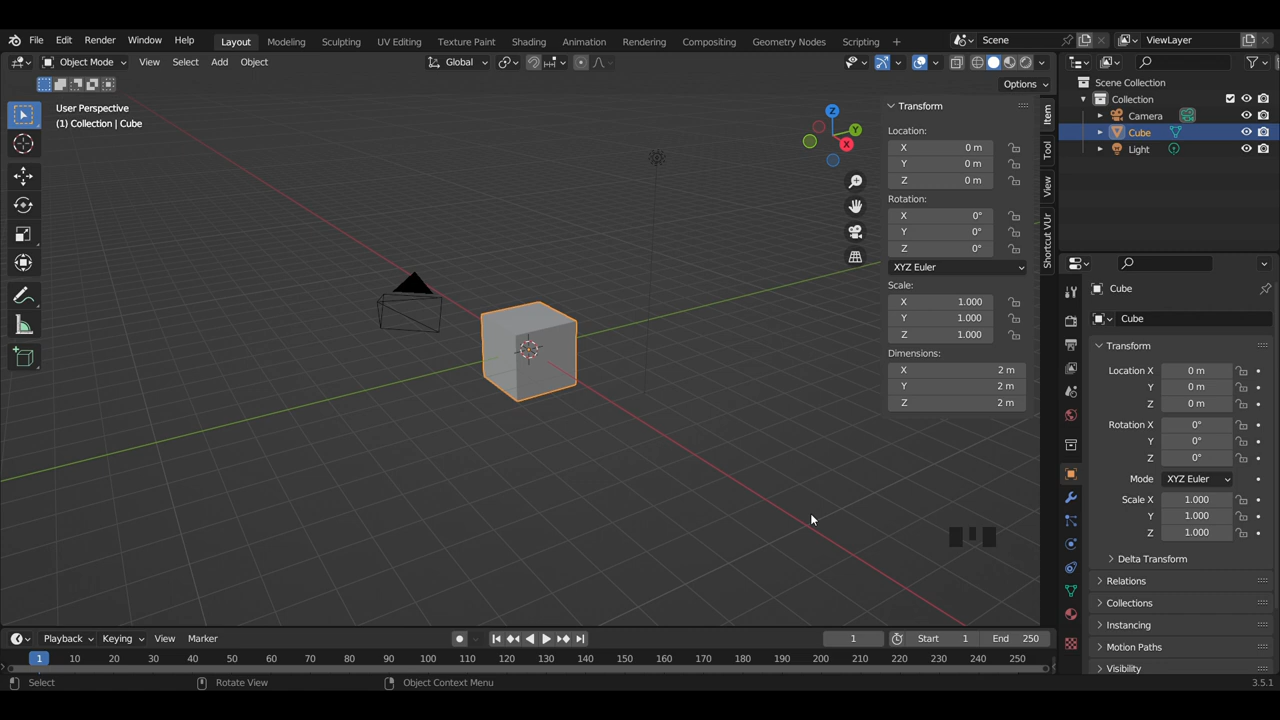 File Edit Render Window Help Layout Modeling Sculpting UV Editing Texture Paint Shading Animation Rendering Compositing Geometry Nodes Scripting + Scene ViewLayer
Object Mode View Select Add Object Global
Options
User Perspective
(1) Collection | Cube
Z
Y
X
Transform
Location:
X 0 m
Y 0 m
Z 0 m
Rotation:
X 0°
Y 0°
Z 0°
XYZ Euler
Scale:
X 1.000
Y 1.000
Z 1.000
Dimensions:
X 2 m
Y 2 m
Z 2 m
Item
Tool
View
Shortcut VUr
Scene Collection
Collection
Camera
Cube
Light
Cube
Cube
Transform
Location X 0 m
Y 0 m
Z 0 m
Rotation X 0°
Y 0°
Z 0°
Mode XYZ Euler
Scale X 1.000
Y 1.000
Z 1.000
Delta Transform
Relations
Collections
Instancing
Motion Paths
Visibility
Playback Keying View Marker 1 Start 1 End 250
1 10 20 30 40 50 60 70 80 90 100 110 120 130 140 150 160 170 180 190 200 210 220 230 240 250
Select Rotate View Object Context Menu 3.5.1